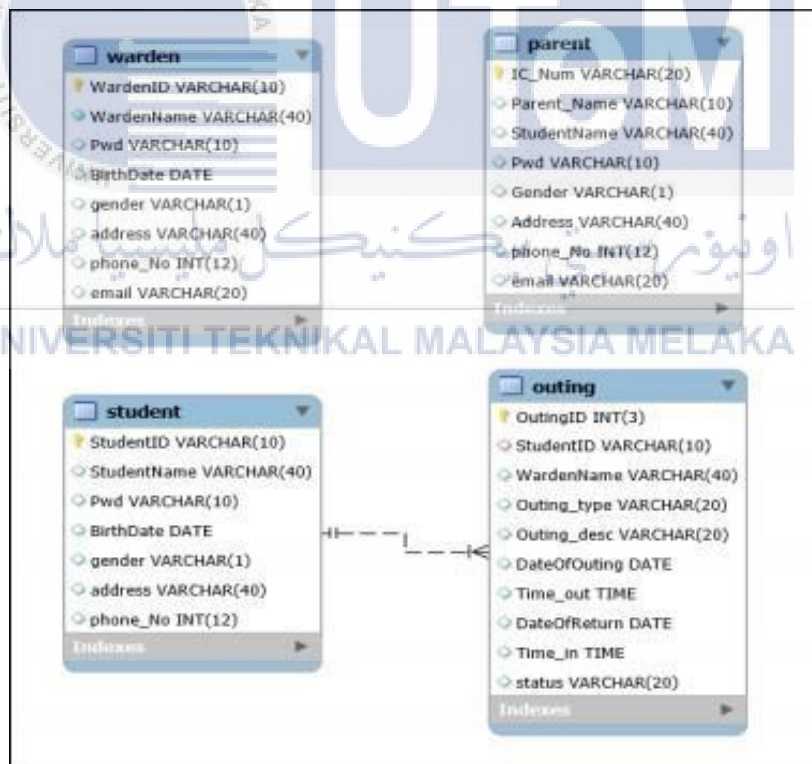 warden
WardenID VARCHAR(10)
WardenName VARCHAR(40)
Pwd VARCHAR(10)
BirthDate DATE
gender VARCHAR(1)
address VARCHAR(40)
phone_No INT(12)
email VARCHAR(20)
Indexes
parent
IC_Num VARCHAR(20)
Parent_Name VARCHAR(10)
StudentName VARCHAR(40)
Pwd VARCHAR(10)
Gender VARCHAR(1)
Address VARCHAR(40)
phone_No INT(12)
email VARCHAR(20)
Indexes
UTeM
اونيۏرسيتي تيكنيكل مليسيا ملاك
UNIVERSITI TEKNIKAL MALAYSIA MELAKA
student
StudentID VARCHAR(10)
StudentName VARCHAR(40)
Pwd VARCHAR(10)
BirthDate DATE
gender VARCHAR(1)
address VARCHAR(40)
phone_No INT(12)
Indexes
outing
OutingID INT(3)
StudentID VARCHAR(10)
WardenName VARCHAR(40)
Outing_type VARCHAR(20)
Outing_desc VARCHAR(20)
DateOfOuting DATE
Time_out TIME
DateOfReturn DATE
Time_in TIME
status VARCHAR(20)
Indexes